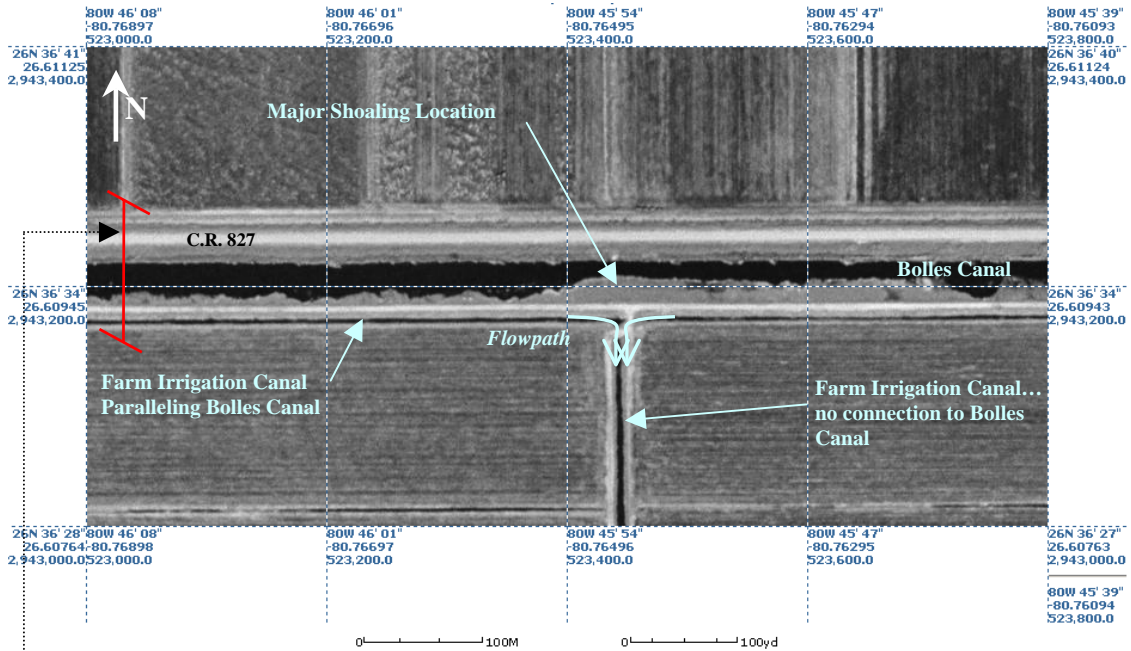 80W 46' 08"
-80.76897
523,000.0
80W 46' 01"
-80.76696
523,200.0
80W 45' 54"
-80.76495
523,400.0
80W 45' 47"
-80.76294
523,600.0
80W 45' 39"
-80.76093
523,800.0
26N 36' 41"
26.61125
2,943,400.0
26N 36' 40"
26.61124
2,943,400.0
N
Major Shoaling Location
C.R. 827
Bolles Canal
26N 36' 34"
26.60945
2,943,200.0
26N 36' 34"
26.60943
2,943,200.0
Flowpath
Farm Irrigation Canal
Paralleling Bolles Canal
Farm Irrigation Canal…
no connection to Bolles
Canal
26N 36' 28"
26.60764
2,943,000.0
80W 46' 08"
-80.76898
523,000.0
80W 46' 01"
-80.76697
523,200.0
80W 45' 54"
-80.76496
523,400.0
80W 45' 47"
-80.76295
523,600.0
26N 36' 27"
26.60763
2,943,000.0
80W 45' 39"
-80.76094
523,800.0
0 100M
0 100yd